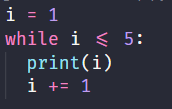 i = 1
while i <= 5:
  print(i)
  i += 1